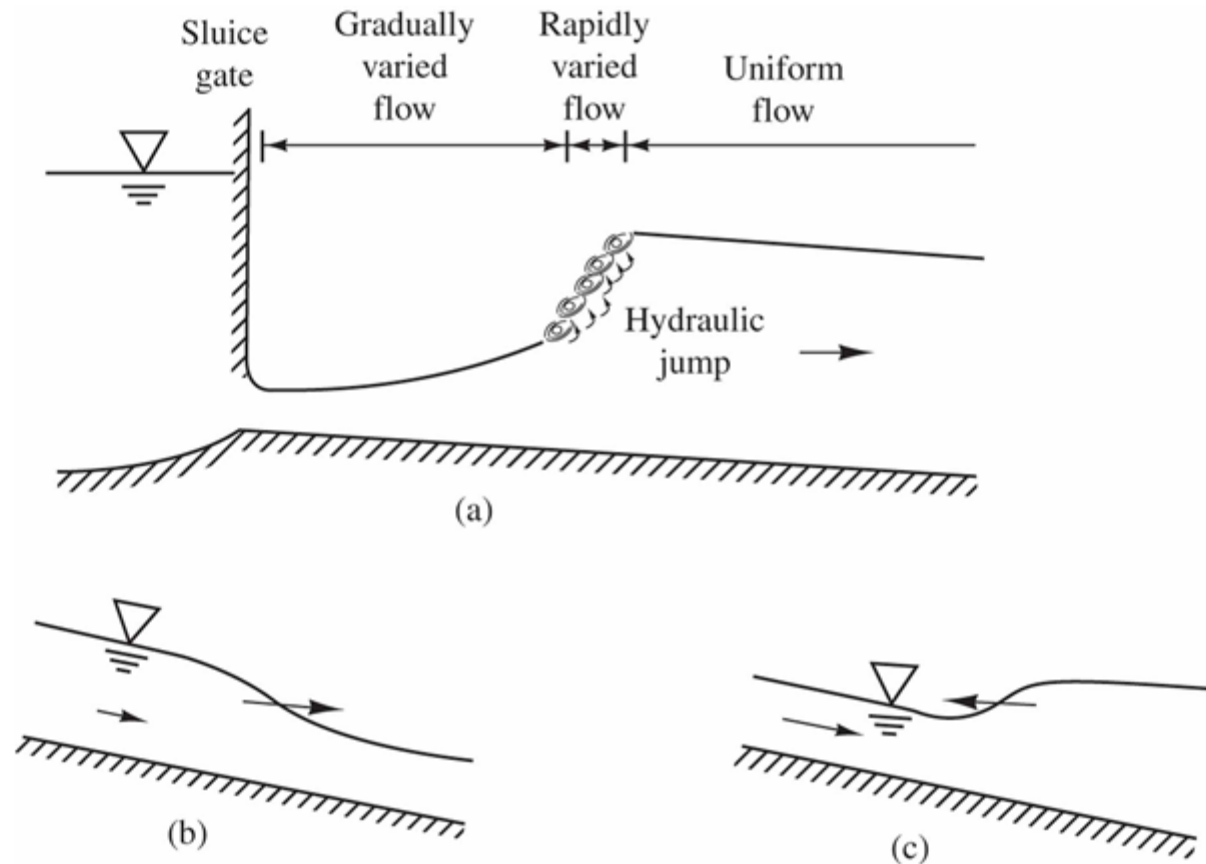 Sluice
gate
Gradually
varied
flow
Rapidly
varied
flow
Uniform
flow
Hydraulic
jump
(a)
(b)
(c)